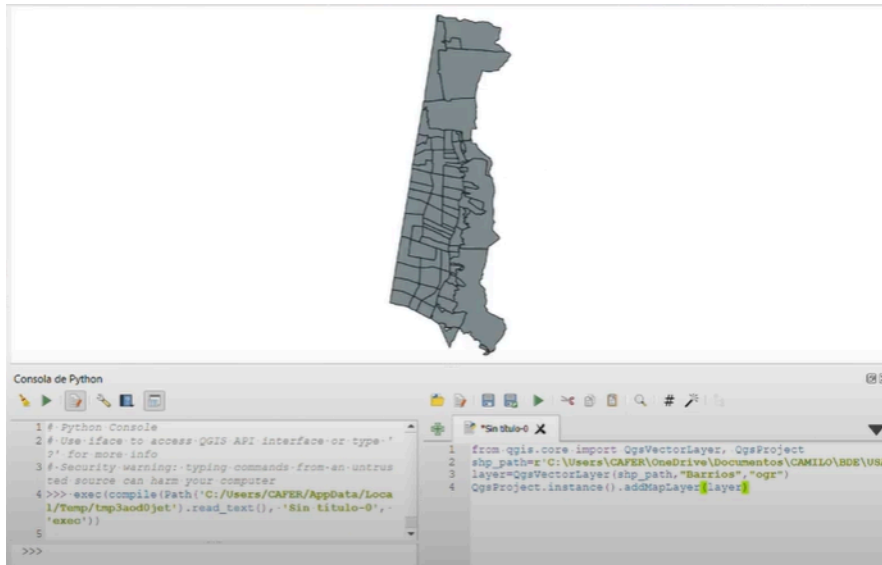 Consola de Python
1 # Python Console
2 # Use iface to access QGIS API interface or type '
?' for more info
3 # Security warning: typing commands from an untrus
ted source can harm your computer
4 >>> exec(compile(Path('C:/Users/CAFER/AppData/Loca
l/Temp/tmp3aod0jet').read_text(), 'Sin título-0',
'exec'))
5
>>>
*Sin título-0
1 from qgis.core import QgsVectorLayer, QgsProject
2 shp_path=r'C:\Users\CAFER\OneDrive\Documentos\CAMILO\BDE\USA
3 layer=QgsVectorLayer(shp_path,"Barrios","ogr")
4 QgsProject.instance().addMapLayer(layer)